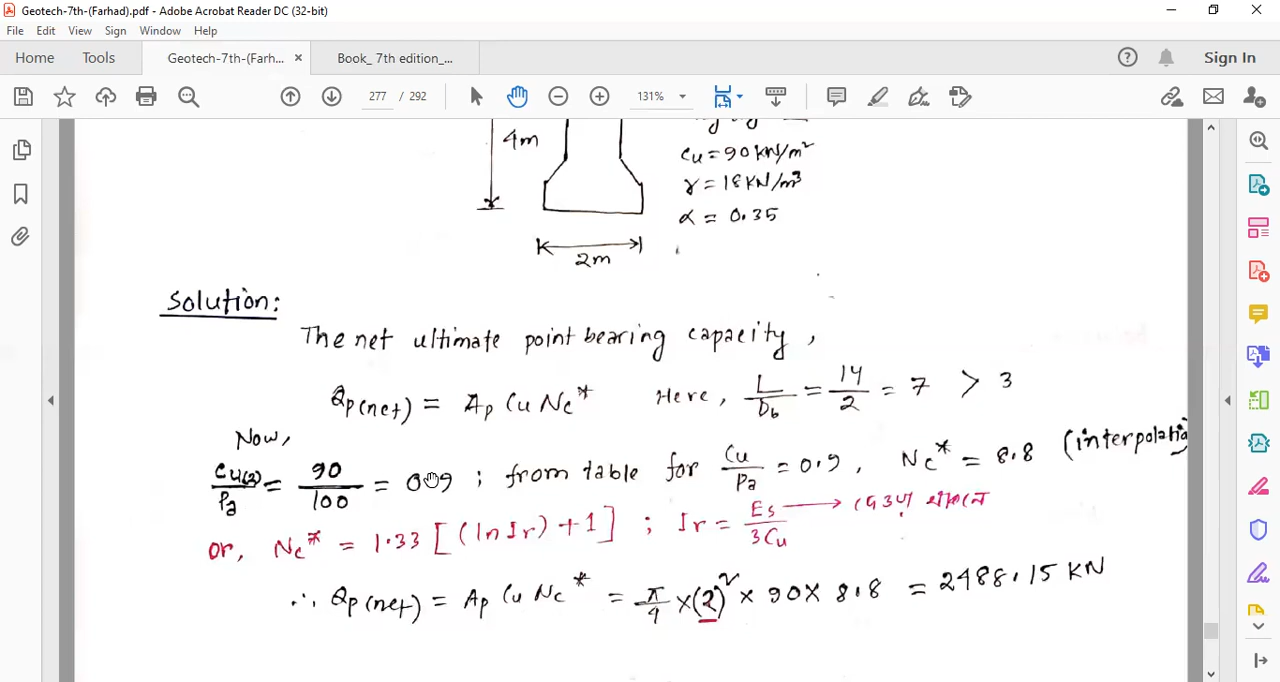 Geotech-7th-(Farhad).pdf - Adobe Acrobat Reader DC (32-bit)
File Edit View Sign Window Help
Home Tools Geotech-7th-(Farh... × Book_ 7th edition_... Sign In
277 / 292 131%
4m
Cu = 90 kN/m²
γ = 18 KN/m³
α = 0.35
2m
Solution:
The net ultimate point bearing capacity,
Qp(net) = Ap Cu Nc* Here, L/Db = 14/2 = 7 > 3
Now,
Cu(2)/Pa = 90/100 = 0.9 ; from table for Cu/Pa = 0.9, Nc* = 8.8 (interpolatio
or, Nc* = 1.33 [(ln Ir) + 1] ; Ir = Es/3Cu → থাকলে
∴ Qp(net) = Ap Cu Nc* = π/4 × (2)² × 90 × 8.8 = 2488.15 KN